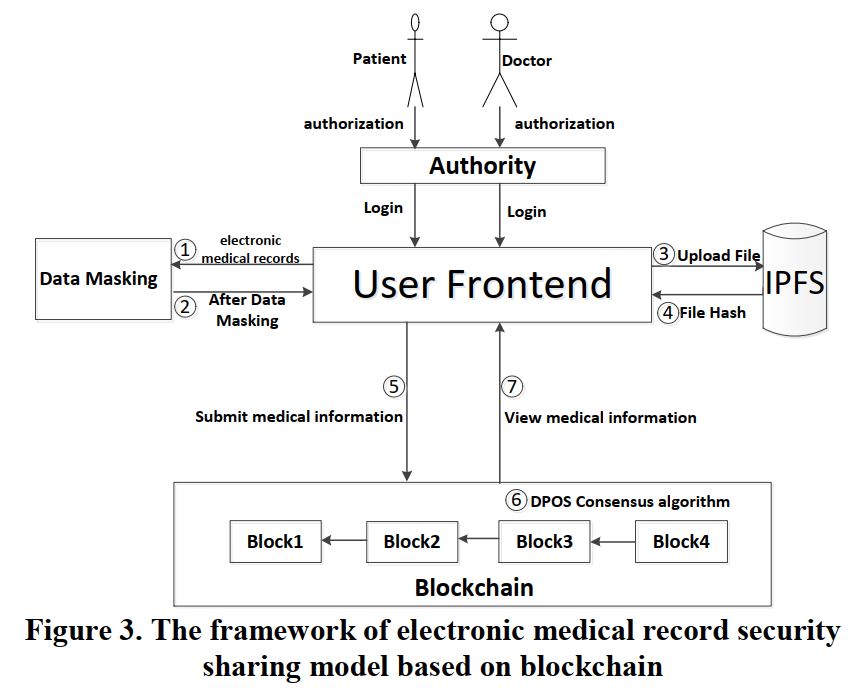 Patient
Doctor
authorization
authorization
Authority
Login
Login
① electronic
medical records
Data Masking
② After Data
Masking
User Frontend
③ Upload File
IPFS
④ File Hash
⑤
Submit medical information
⑦
View medical information
⑥ DPOS Consensus algorithm
Block1
Block2
Block3
Block4
Blockchain
Figure 3. The framework of electronic medical record security
sharing model based on blockchain